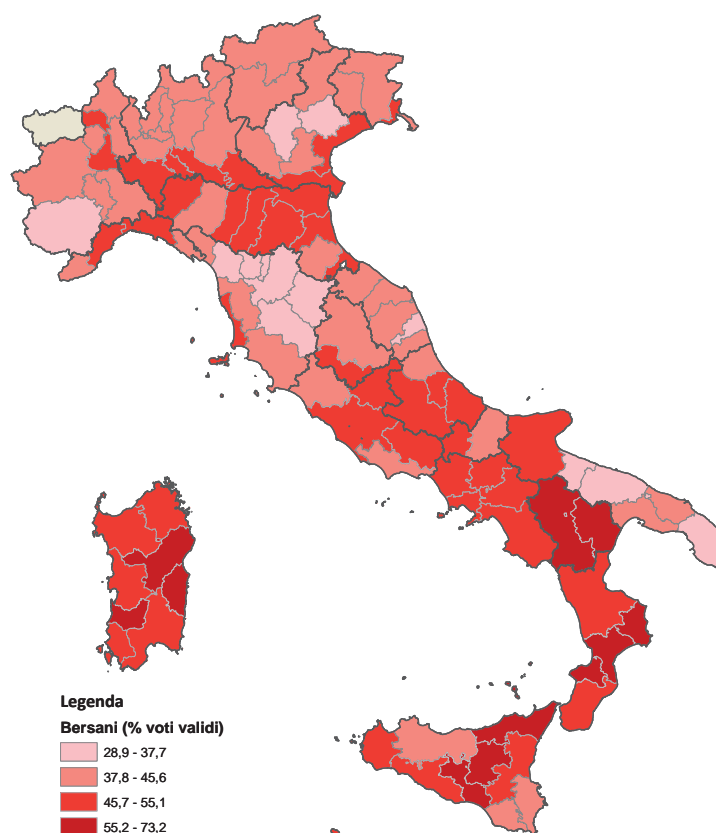 Legenda
Bersani (% voti validi)
28,9 - 37,7
37,8 - 45,6
45,7 - 55,1
55,2 - 73,2